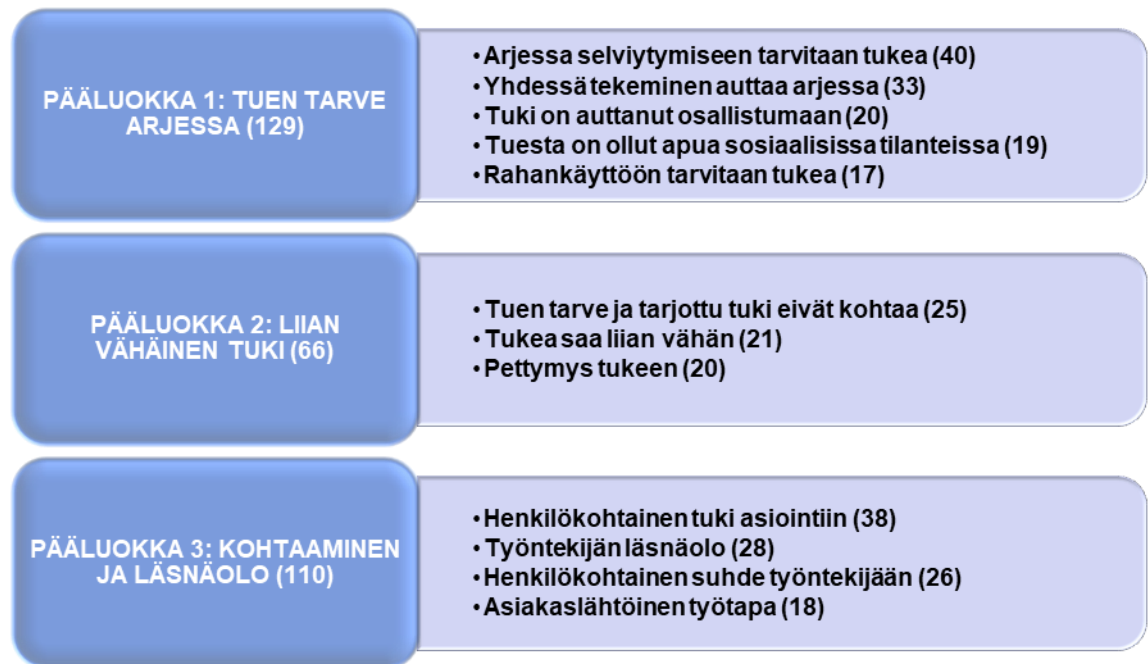 PÄÄLUOKKA 1: TUEN TARVE
ARJESSA (129)
•Arjessa selviytymiseen tarvitaan tukea (40)
•Yhdessä tekeminen auttaa arjessa (33)
•Tuki on auttanut osallistumaan (20)
•Tuesta on ollut apua sosiaalisissa tilanteissa (19)
•Rahankäyttöön tarvitaan tukea (17)
PÄÄLUOKKA 2: LIIAN
VÄHÄINEN TUKI (66)
•Tuen tarve ja tarjottu tuki eivät kohtaa (25)
•Tukea saa liian vähän (21)
•Pettymys tukeen (20)
PÄÄLUOKKA 3: KOHTAAMINEN
JA LÄSNÄOLO (110)
•Henkilökohtainen tuki asiointiin (38)
•Työntekijän läsnäolo (28)
•Henkilökohtainen suhde työntekijään (26)
•Asiakaslähtöinen työtapa (18)